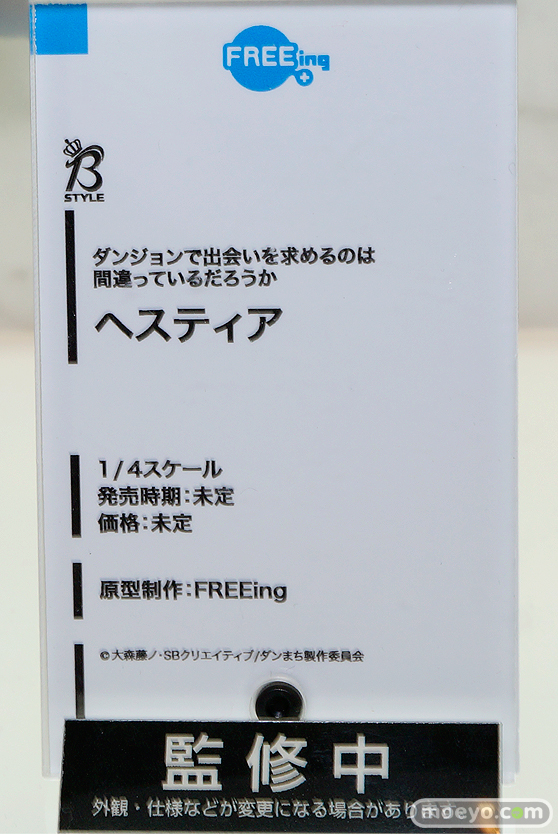 FREEing
B
STYLE
ダンジョンで出会いを求めるのは
間違っているだろうか
ヘスティア
1/4スケール
発売時期:未定
価格:未定
原型制作:FREEing
©大森藤ノ・SBクリエイティブ/ダンまち製作委員会
監修中
外観・仕様などが変更になる場合があります
moeyo.com